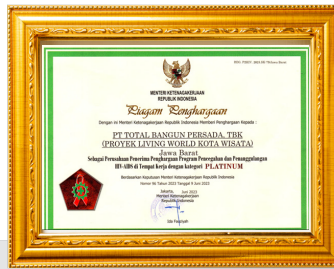 MENTERI KETENAGAKERJAAN
REPUBLIK INDONESIA
Piagam Penghargaan
Dengan ini Menteri Ketenagakerjaan Republik Indonesia Memberi Penghargaan Kepada :
PT TOTAL BANGUN PERSADA, TBK
(PROYEK LIVING WORLD KOTA WISATA)
Jawa Barat
Sebagai Perusahaan Penerima Penghargaan Program Pencegahan dan Penanggulangan
HIV-AIDS di Tempat kerja dengan kategori PLATINUM
Berdasarkan Keputusan Menteri Ketenagakerjaan Republik Indonesia
Nomor 96 Tahun 2023 Tanggal 9 Juni 2023
Jakarta, Juni 2023
Menteri Ketenagakerjaan
Republik Indonesia
Ida Fauziyah